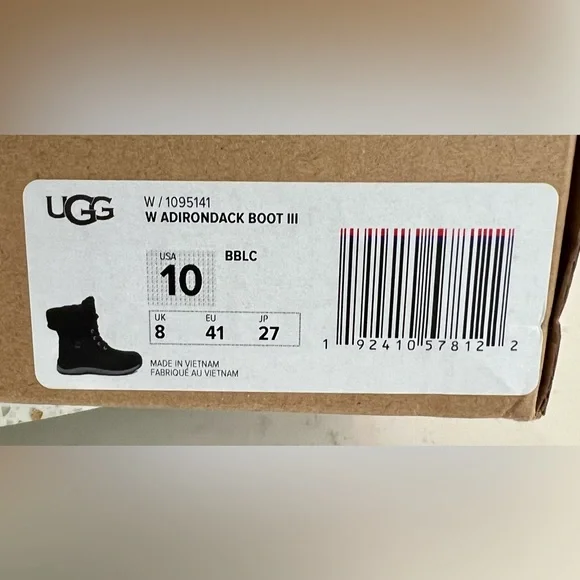 UGG
W / 1095141
W ADIRONDACK BOOT III
USA
10
BBLC
UK EU JP
8 41 27
MADE IN VIETNAM
FABRIQUÉ AU VIETNAM
1 92410 57812 2